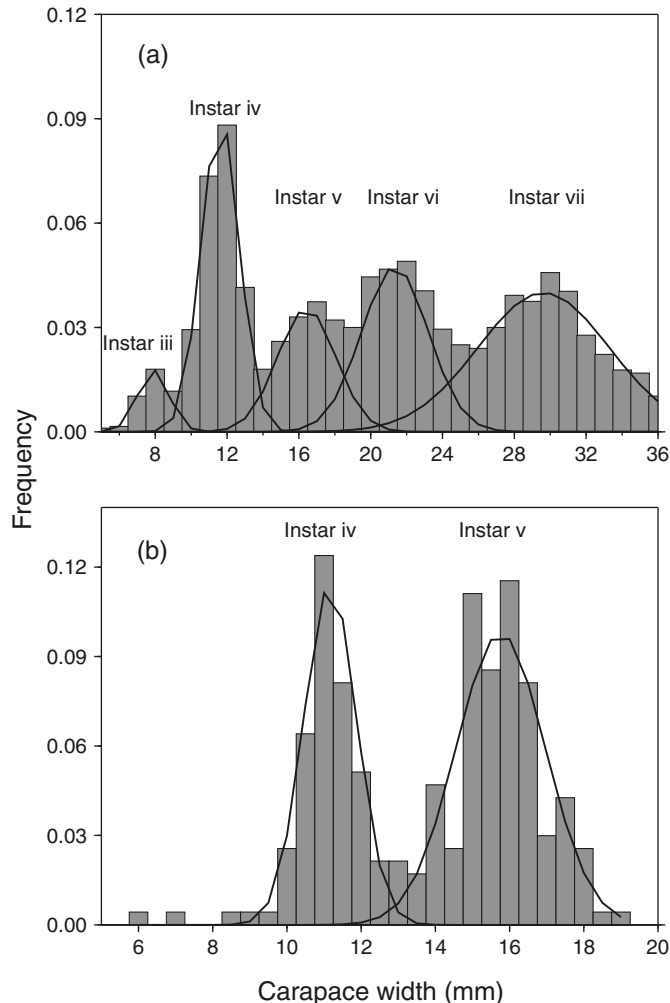 0.12
(a)
Instar iv
0.09
Instar v Instar vi Instar vii
0.06
Instar iii
0.03
0.00
8 12 16 20 24 28 32 36
Frequency
(b)
Instar iv Instar v
0.12
0.09
0.06
0.03
0.00
6 8 10 12 14 16 18 20
Carapace width (mm)